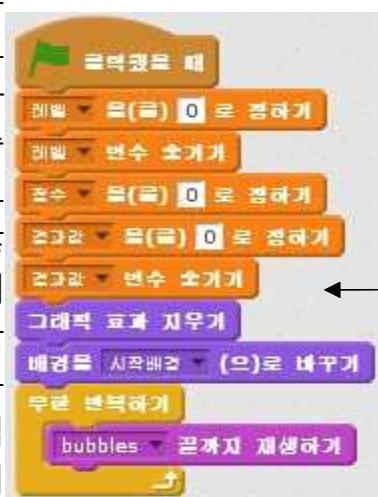 클릭했을 때
레벨 을(를) 0 로 정하기
레벨 변수 숨기기
점수 을(를) 0 로 정하기
결과값 을(를) 0 로 정하기
결과값 변수 숨기기
그래픽 효과 지우기
배경을 시작배경 (으)로 바꾸기
무한 반복하기
bubbles 끝까지 재생하기